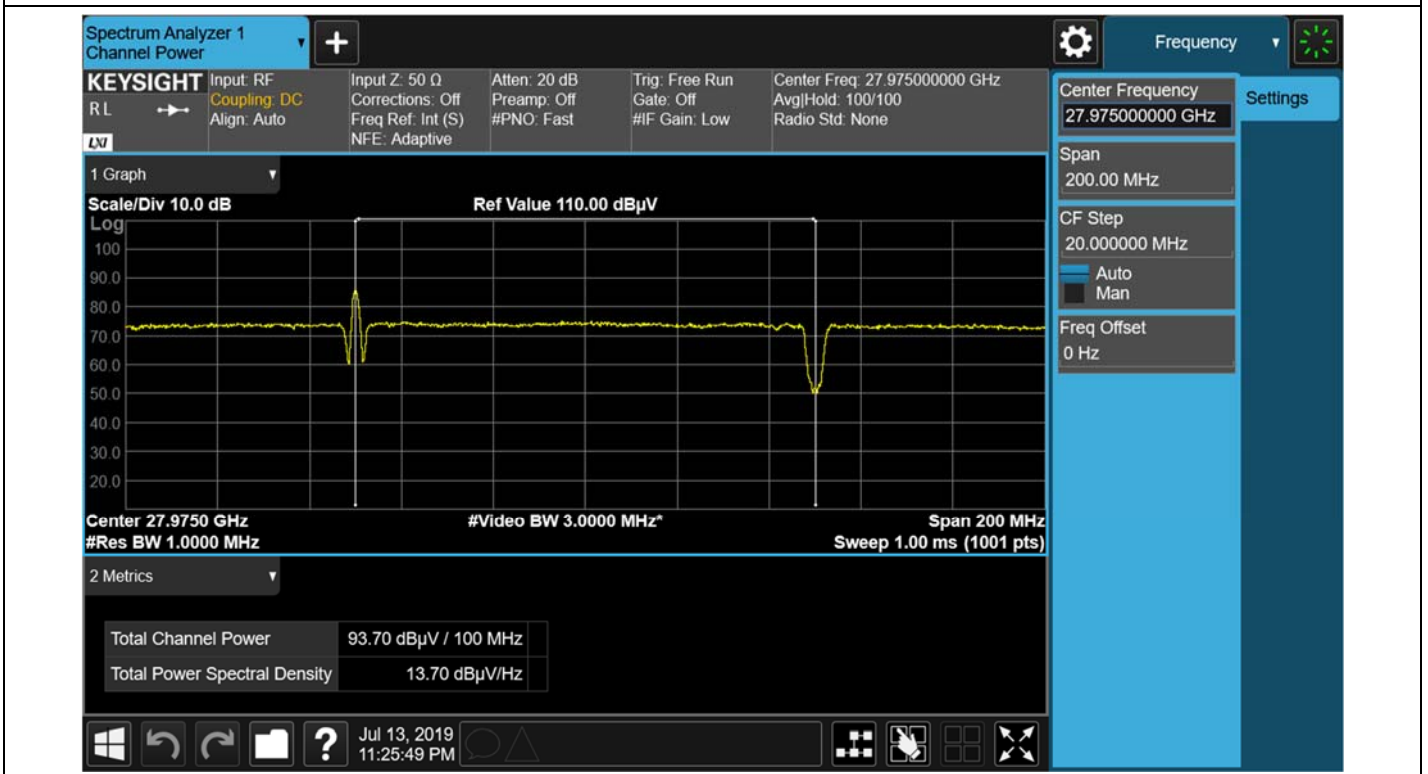 Spectrum Analyzer 1
Channel Power
+
Frequency
KEYSIGHT
RL
LXI
Input: RF
Coupling: DC
Align: Auto
Input Z: 50 Ω
Corrections: Off
Freq Ref: Int (S)
NFE: Adaptive
Atten: 20 dB
Preamp: Off
#PNO: Fast
Trig: Free Run
Gate: Off
#IF Gain: Low
Center Freq: 27.975000000 GHz
Avg|Hold: 100/100
Radio Std: None
Center Frequency
27.975000000 GHz
Settings
Span
200.00 MHz
CF Step
20.000000 MHz
Auto
Man
Freq Offset
0 Hz
1 Graph
Scale/Div 10.0 dB
Ref Value 110.00 dBµV
Log
100
90.0
80.0
70.0
60.0
50.0
40.0
30.0
20.0
Center 27.9750 GHz
#Video BW 3.0000 MHz*
Span 200 MHz
#Res BW 1.0000 MHz
Sweep 1.00 ms (1001 pts)
2 Metrics
Total Channel Power 93.70 dBµV / 100 MHz
Total Power Spectral Density 13.70 dBµV/Hz
?
Jul 13, 2019
11:25:49 PM